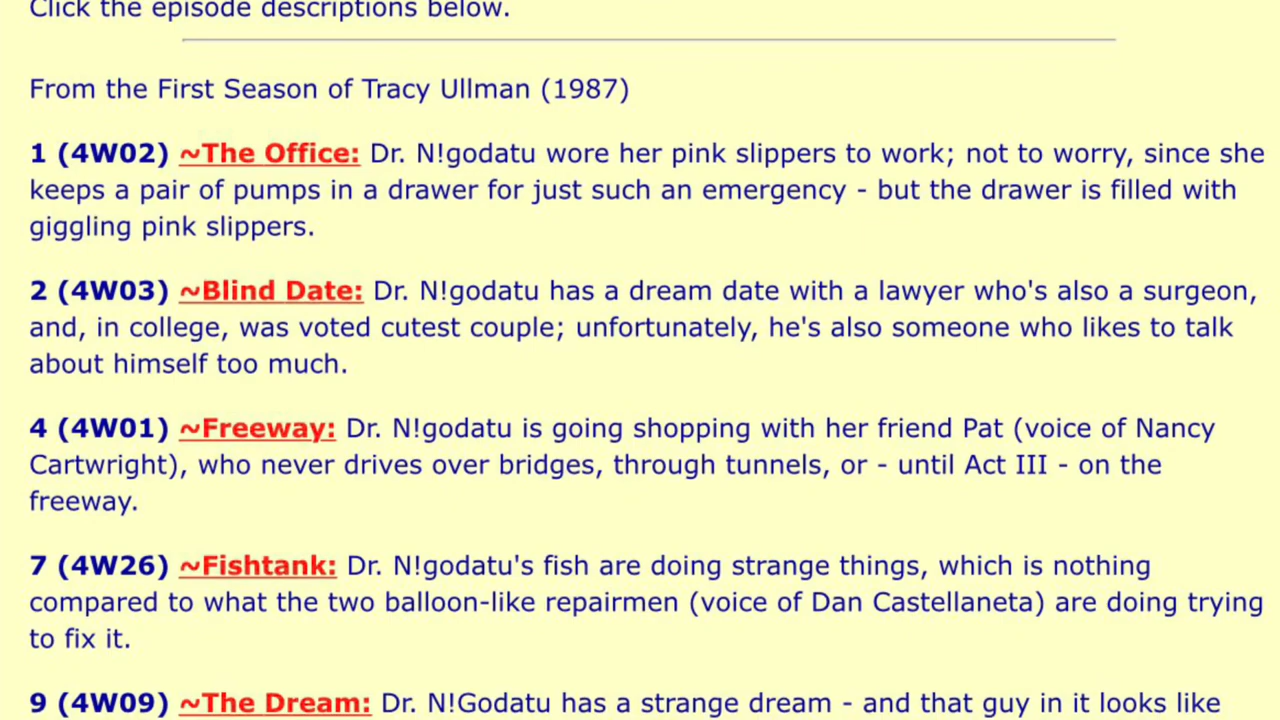 Click the episode descriptions below.
From the First Season of Tracy Ullman (1987)
1 (4W02) ~The Office: Dr. N!godatu wore her pink slippers to work; not to worry, since she
keeps a pair of pumps in a drawer for just such an emergency - but the drawer is filled with
giggling pink slippers.
2 (4W03) ~Blind Date: Dr. N!godatu has a dream date with a lawyer who's also a surgeon,
and, in college, was voted cutest couple; unfortunately, he's also someone who likes to talk
about himself too much.
4 (4W01) ~Freeway: Dr. N!godatu is going shopping with her friend Pat (voice of Nancy
Cartwright), who never drives over bridges, through tunnels, or - until Act III - on the
freeway.
7 (4W26) ~Fishtank: Dr. N!godatu's fish are doing strange things, which is nothing
compared to what the two balloon-like repairmen (voice of Dan Castellaneta) are doing trying
to fix it.
9 (4W09) ~The Dream: Dr. N!Godatu has a strange dream - and that guy in it looks like